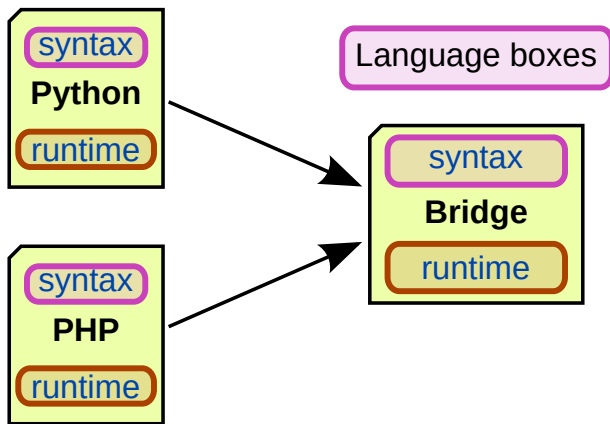 syntax
Python
runtime
Language boxes
syntax
Bridge
runtime
syntax
PHP
runtime